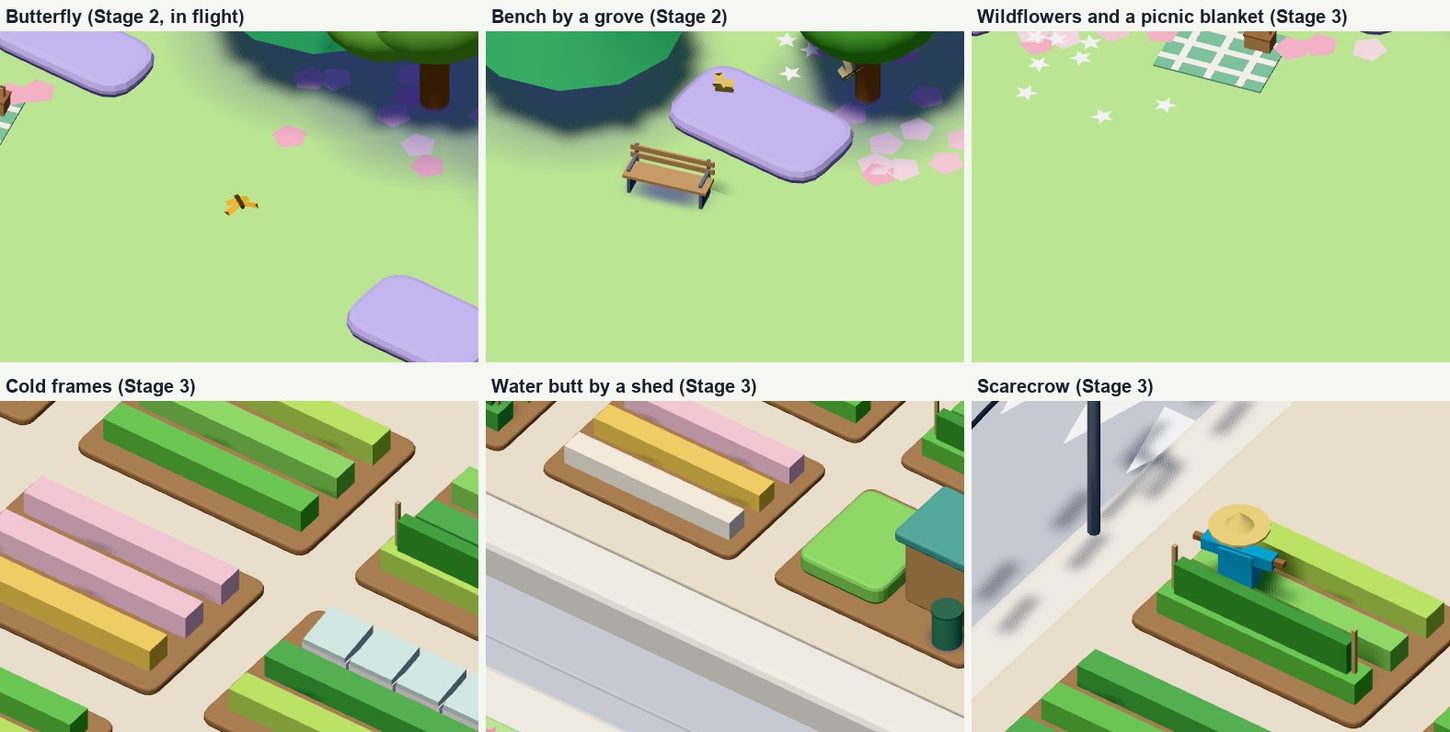 Butterfly (Stage 2, in flight)
Bench by a grove (Stage 2)
Wildflowers and a picnic blanket (Stage 3)
Cold frames (Stage 3)
Water butt by a shed (Stage 3)
Scarecrow (Stage 3)